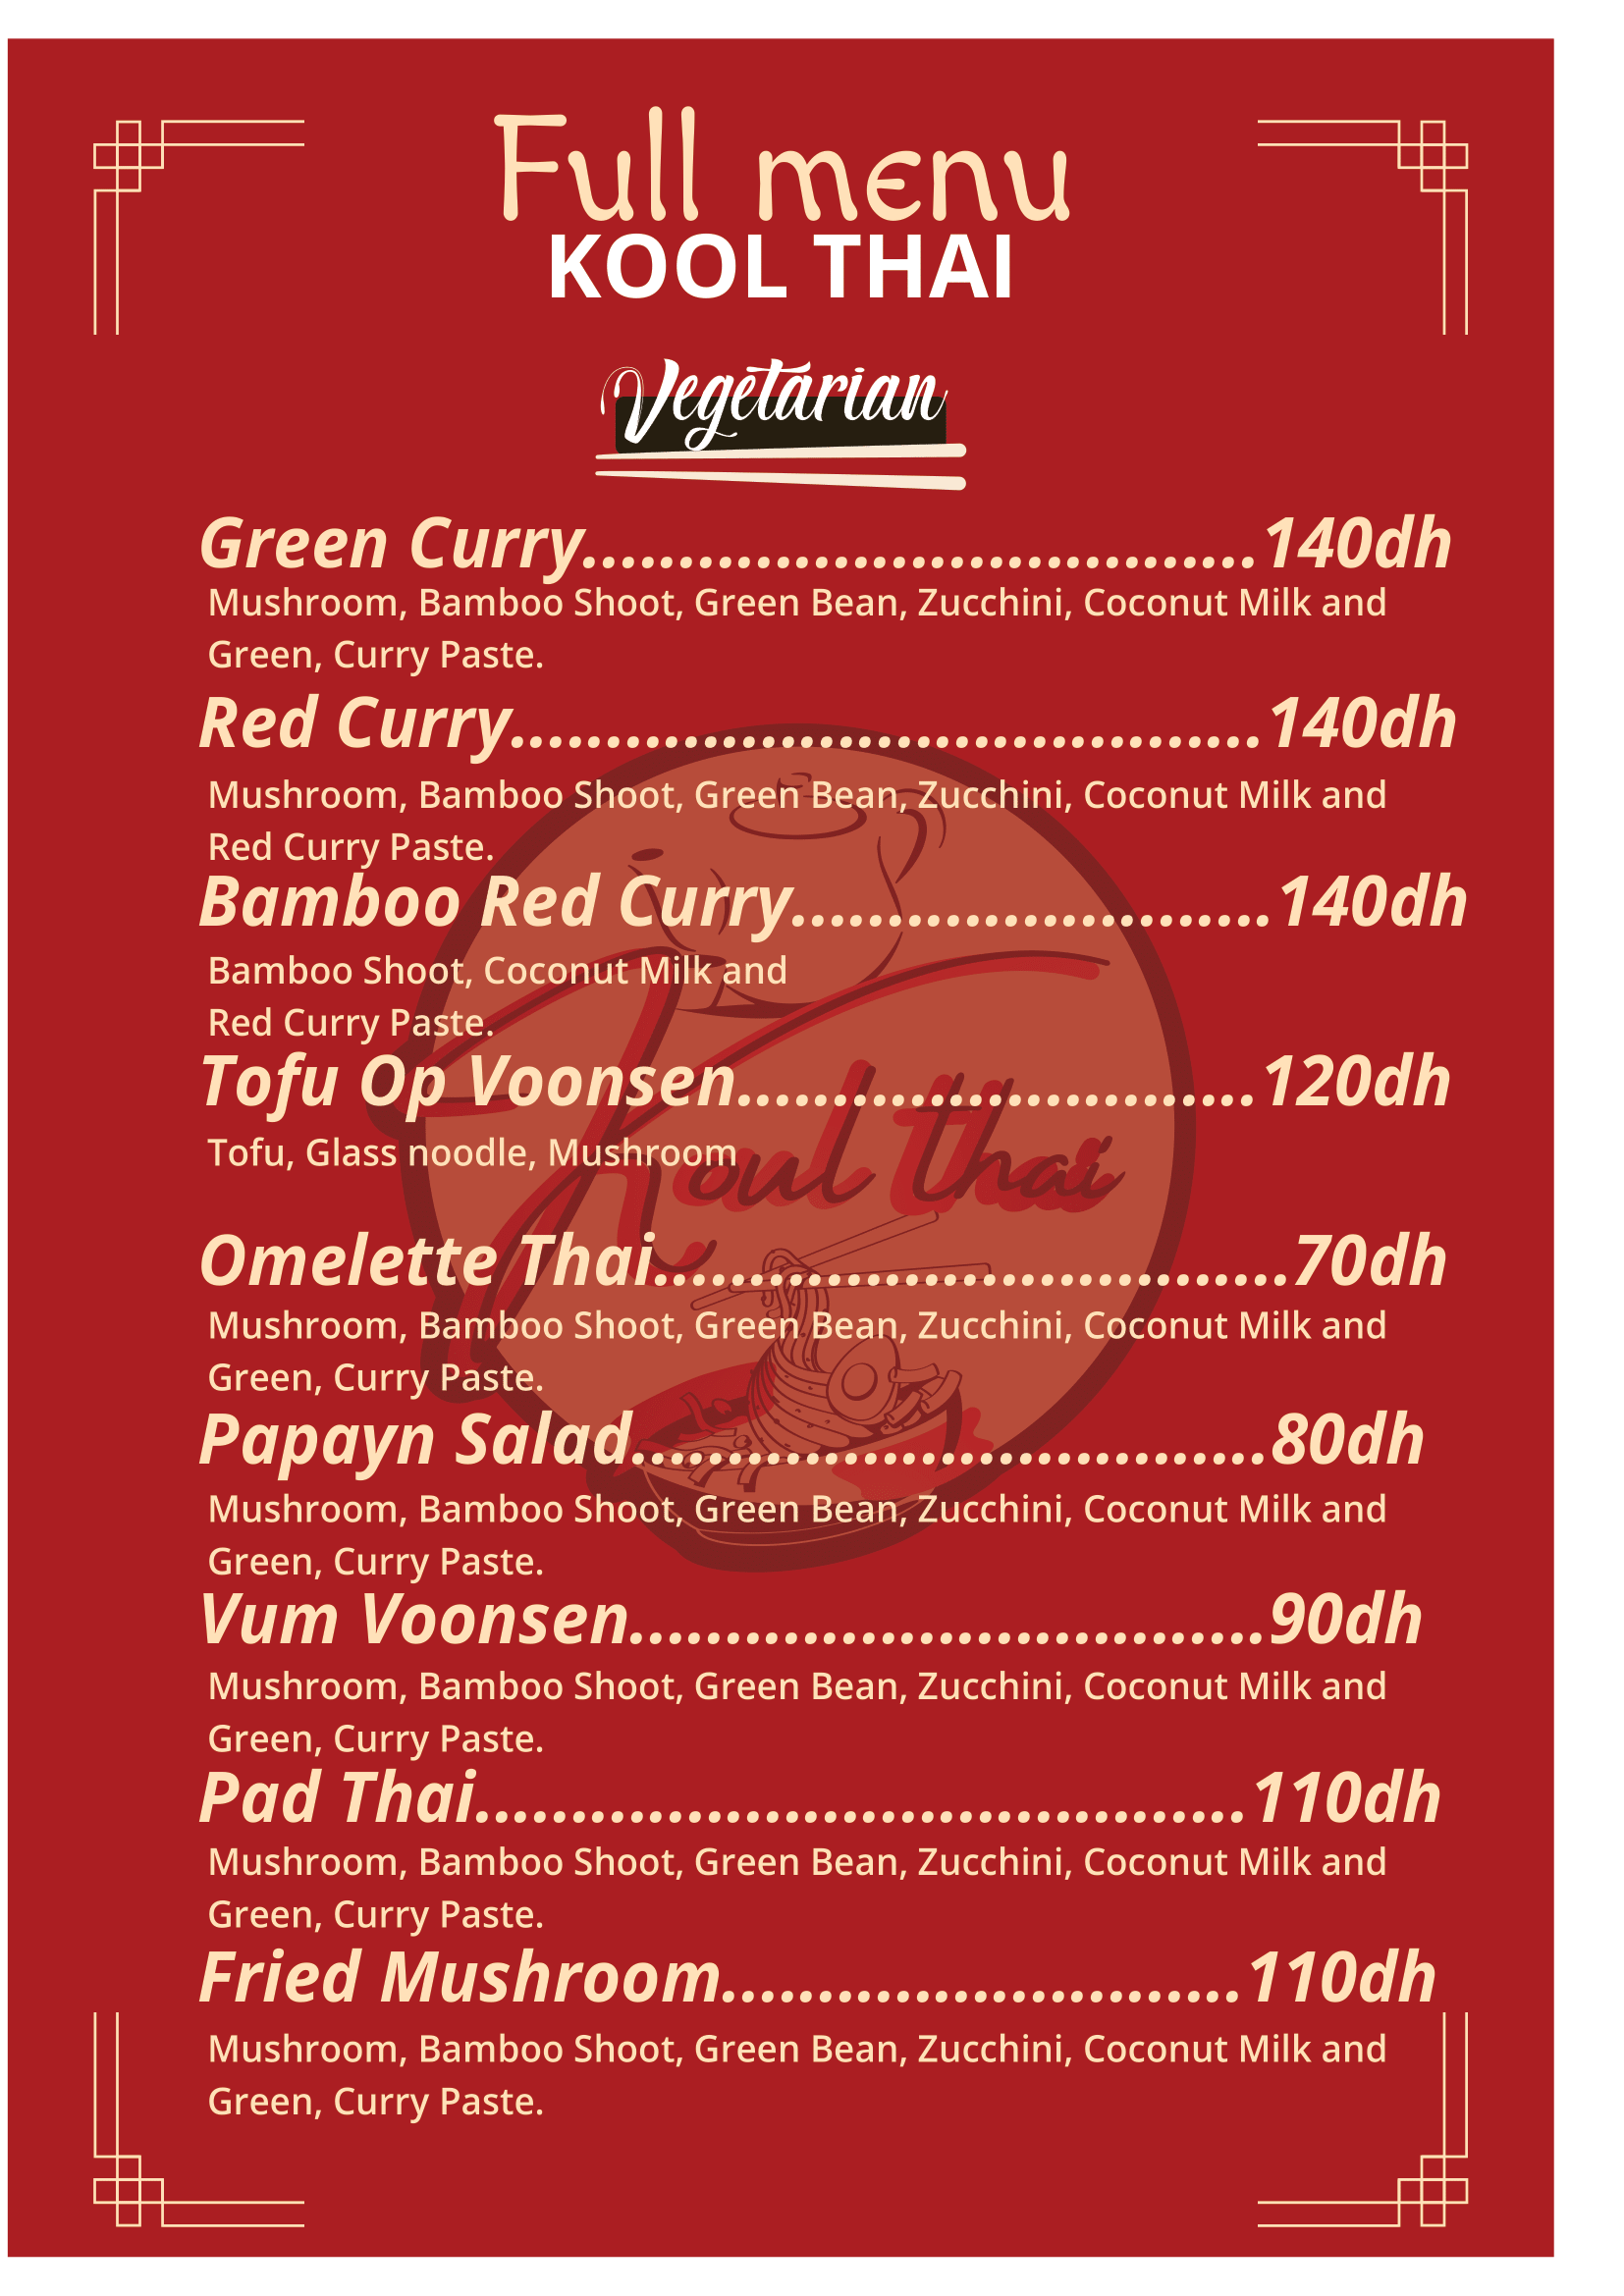 Full menu
KOOL THAI
Vegetarian
Green Curry...................................140dh
Mushroom, Bamboo Shoot, Green Bean, Zucchini, Coconut Milk and
Green, Curry Paste.
Red Curry.......................................140dh
Mushroom, Bamboo Shoot, Green Bean, Zucchini, Coconut Milk and
Red Curry Paste.
Bamboo Red Curry.........................140dh
Bamboo Shoot, Coconut Milk and
Red Curry Paste.
Tofu Op Voonsen...........................120dh
Tofu, Glass noodle, Mushroom
Koul thai
Omelette Thai.................................70dh
Mushroom, Bamboo Shoot, Green Bean, Zucchini, Coconut Milk and
Green, Curry Paste.
Papayn Salad.................................80dh
Mushroom, Bamboo Shoot, Green Bean, Zucchini, Coconut Milk and
Green, Curry Paste.
Vum Voonsen.................................90dh
Mushroom, Bamboo Shoot, Green Bean, Zucchini, Coconut Milk and
Green, Curry Paste.
Pad Thai........................................110dh
Mushroom, Bamboo Shoot, Green Bean, Zucchini, Coconut Milk and
Green, Curry Paste.
Fried Mushroom...........................110dh
Mushroom, Bamboo Shoot, Green Bean, Zucchini, Coconut Milk and
Green, Curry Paste.